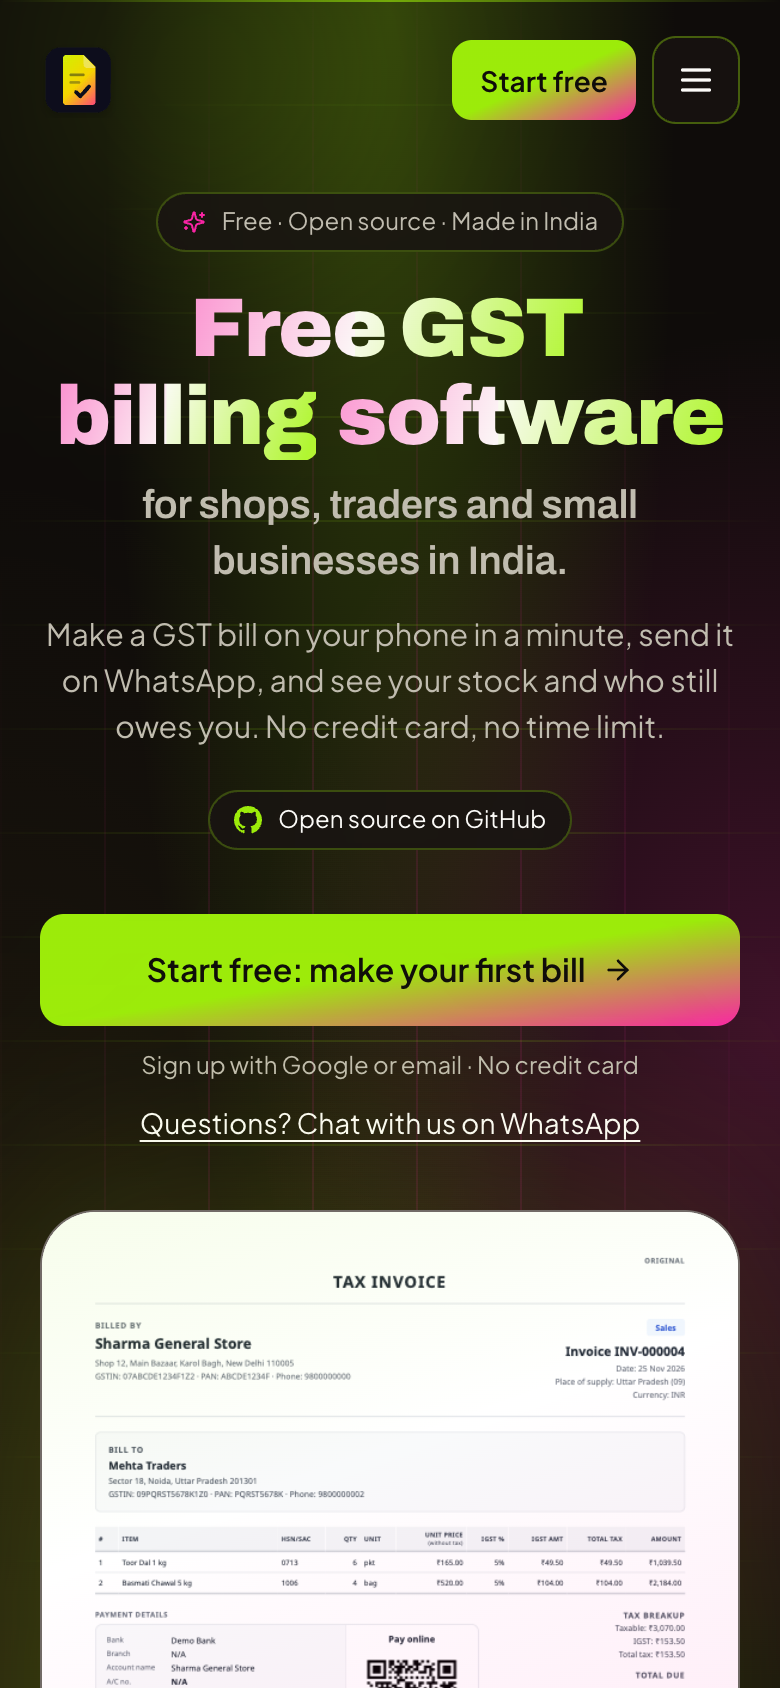 Start free
Free · Open source · Made in India
Free GST
billing software
for shops, traders and small
businesses in India.
Make a GST bill on your phone in a minute, send it
on WhatsApp, and see your stock and who still
owes you. No credit card, no time limit.
Open source on GitHub
Start free: make your first bill →
Sign up with Google or email · No credit card
Questions? Chat with us on WhatsApp
ORIGINAL
TAX INVOICE
BILLED BY
Sharma General Store
Shop 12, Main Bazaar, Karol Bagh, New Delhi 110005
GSTIN: 07ABCDE1234F1Z2 · PAN: ABCDE1234F · Phone: 9800000000
Sales
Invoice INV-000004
Date: 25 Nov 2026
Place of supply: Uttar Pradesh (09)
Currency: INR
BILL TO
Mehta Traders
Sector 18, Noida, Uttar Pradesh 201301
GSTIN: 09PQRST5678K1Z0 · PAN: PQRST5678K · Phone: 9800000002
# ITEM HSN/SAC QTY UNIT UNIT PRICE (without tax) IGST % IGST AMT TOTAL TAX AMOUNT
1 Toor Dal 1 kg 0713 6 pkt ₹165.00 5% ₹49.50 ₹49.50 ₹1,039.50
2 Basmati Chawal 5 kg 1006 4 bag ₹520.00 5% ₹104.00 ₹104.00 ₹2,184.00
PAYMENT DETAILS
Bank Demo Bank
Branch N/A
Account name Sharma General Store
A/C no. N/A
Pay online
TAX BREAKUP
Taxable: ₹3,070.00
IGST: ₹153.50
Total tax: ₹153.50
TOTAL DUE